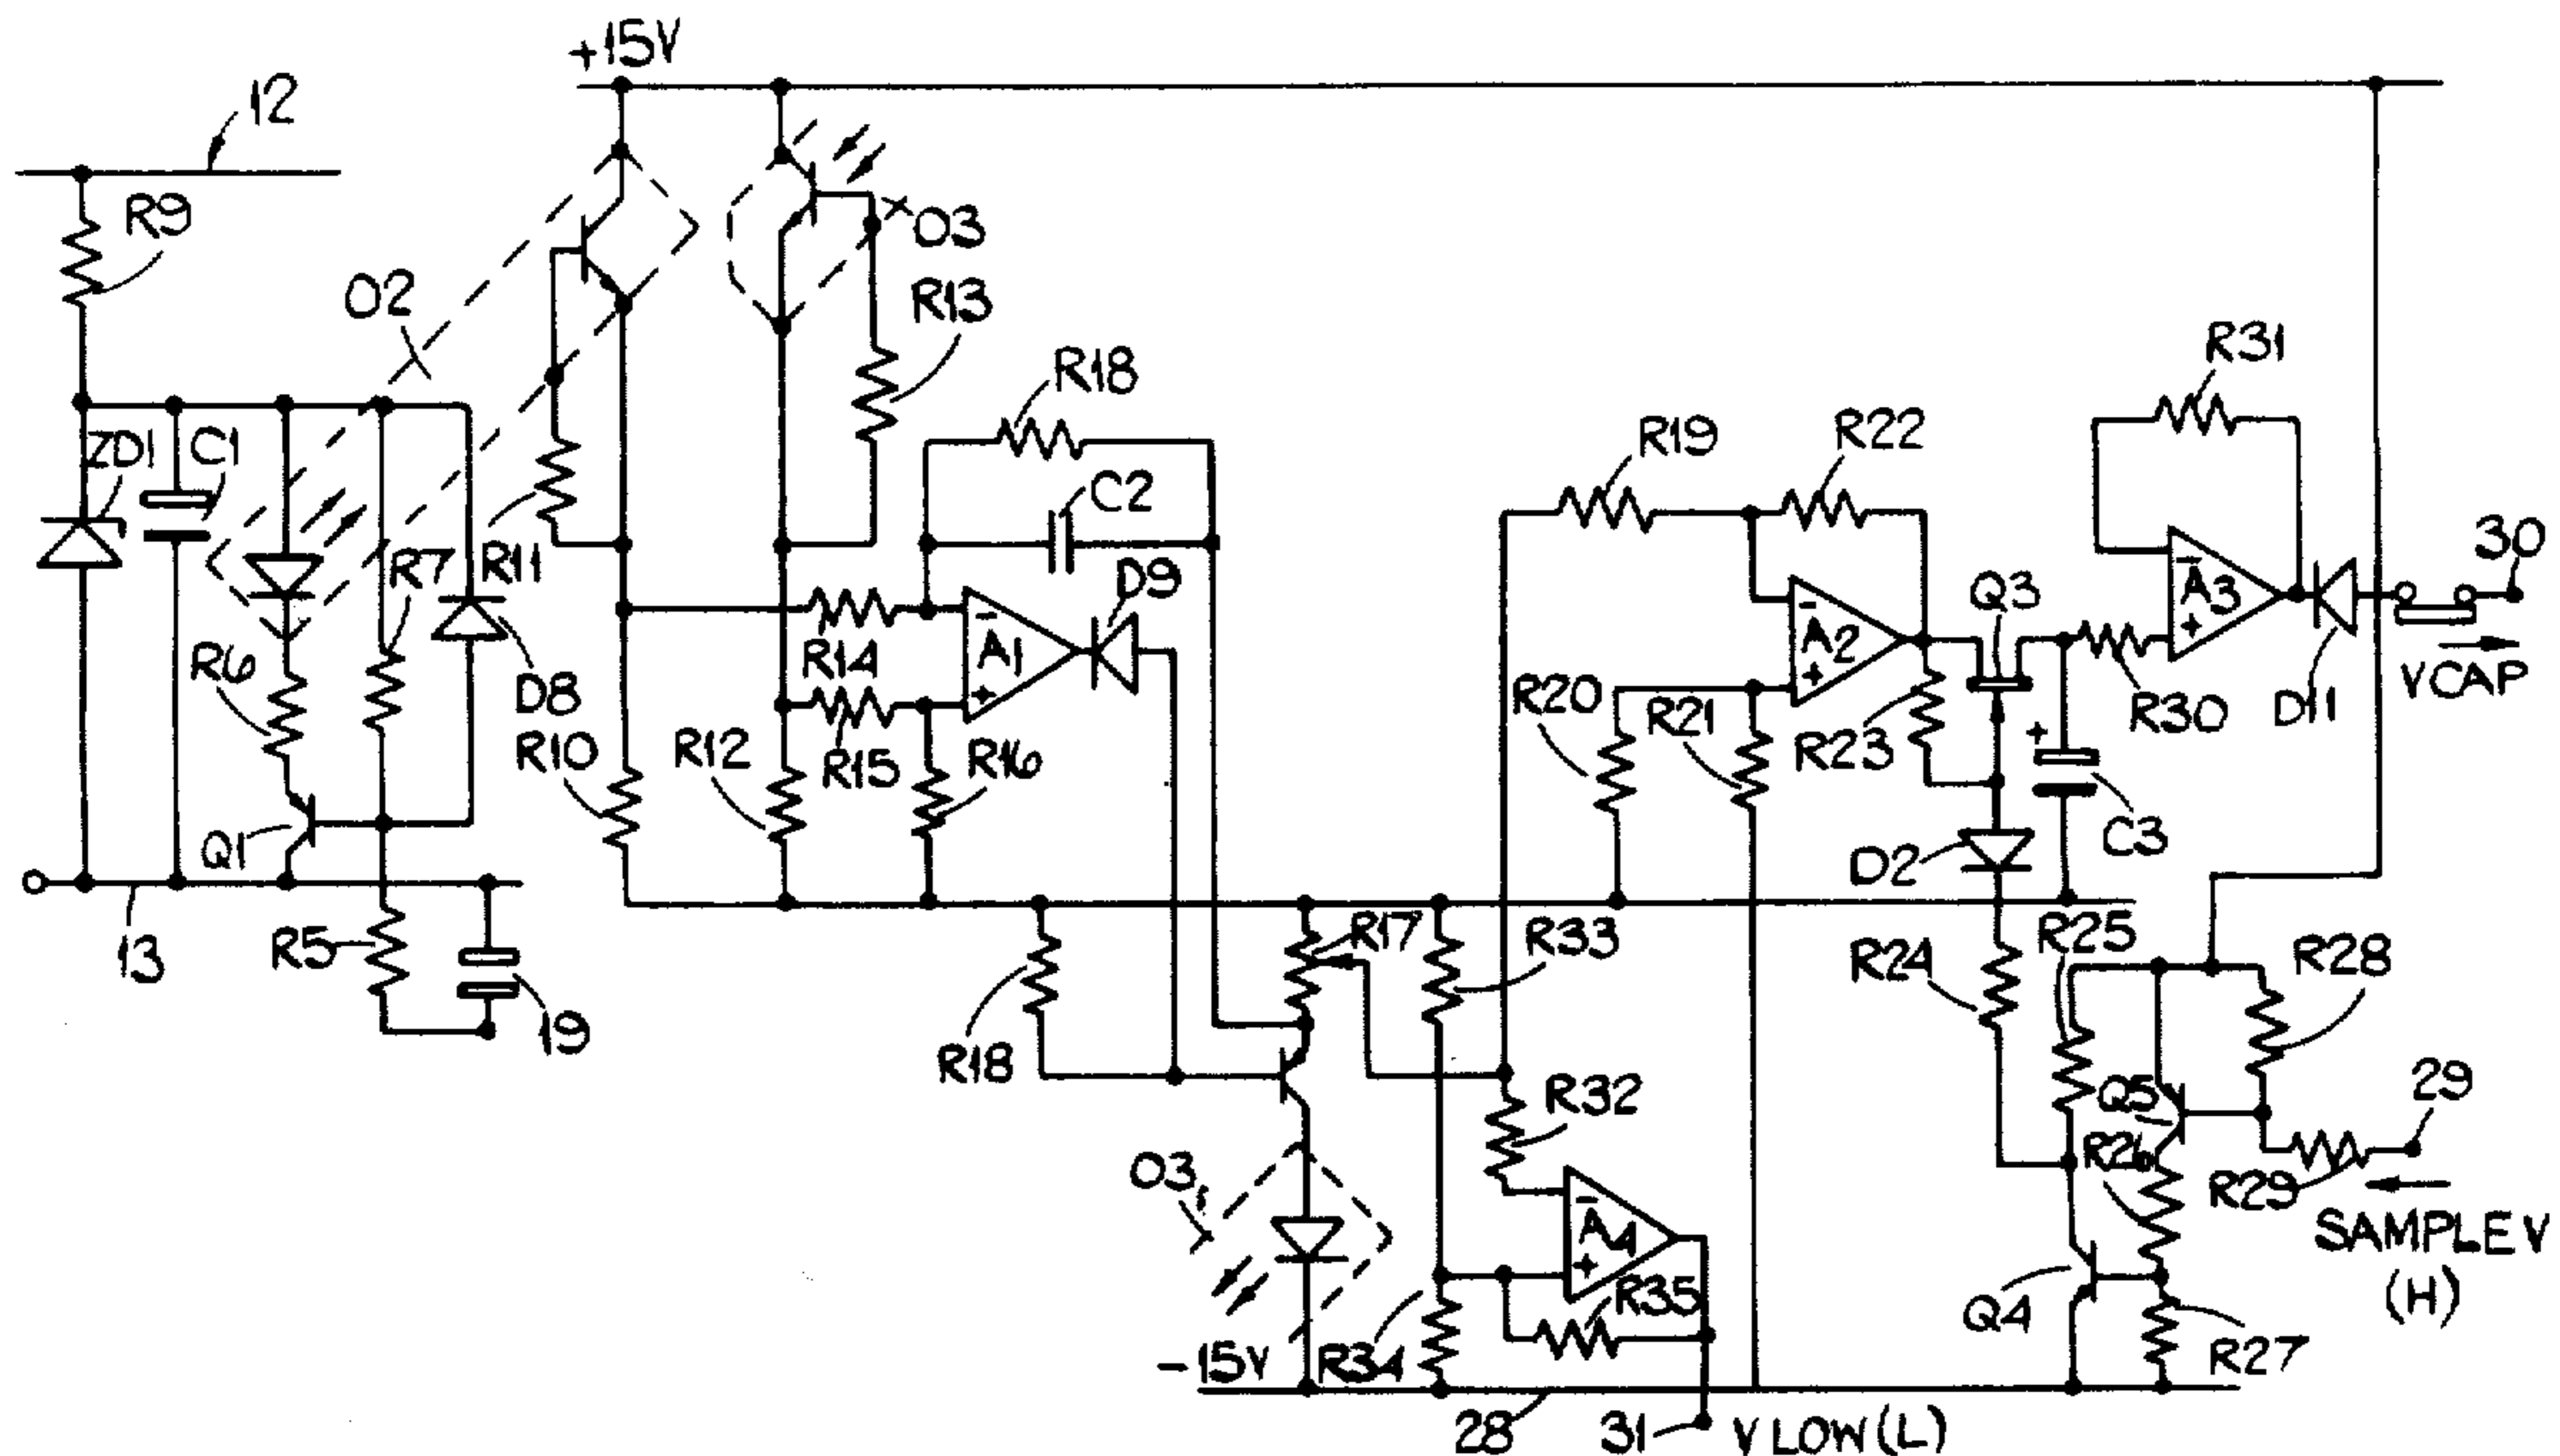 +15V
12
R9
O2
O3
R13
R18
R31
ZD1
C1
R11
R7
C2
D9
R19
R22
30
Q3
A3
-
+
VCAP
R6
D8
R14
A1
-
+
A2
-
+
R30
D11
R10
R12
R15
R16
R20
R21
R23
+
C3
Q1
D2
13
R5
19
R17
R33
R24
R25
R28
R18
R32
Q5
29
O3
R26
R29
SAMPLE V
(H)
A4
-
+
R35
Q4
R27
-15V
R34
28
31
V LOW (L)